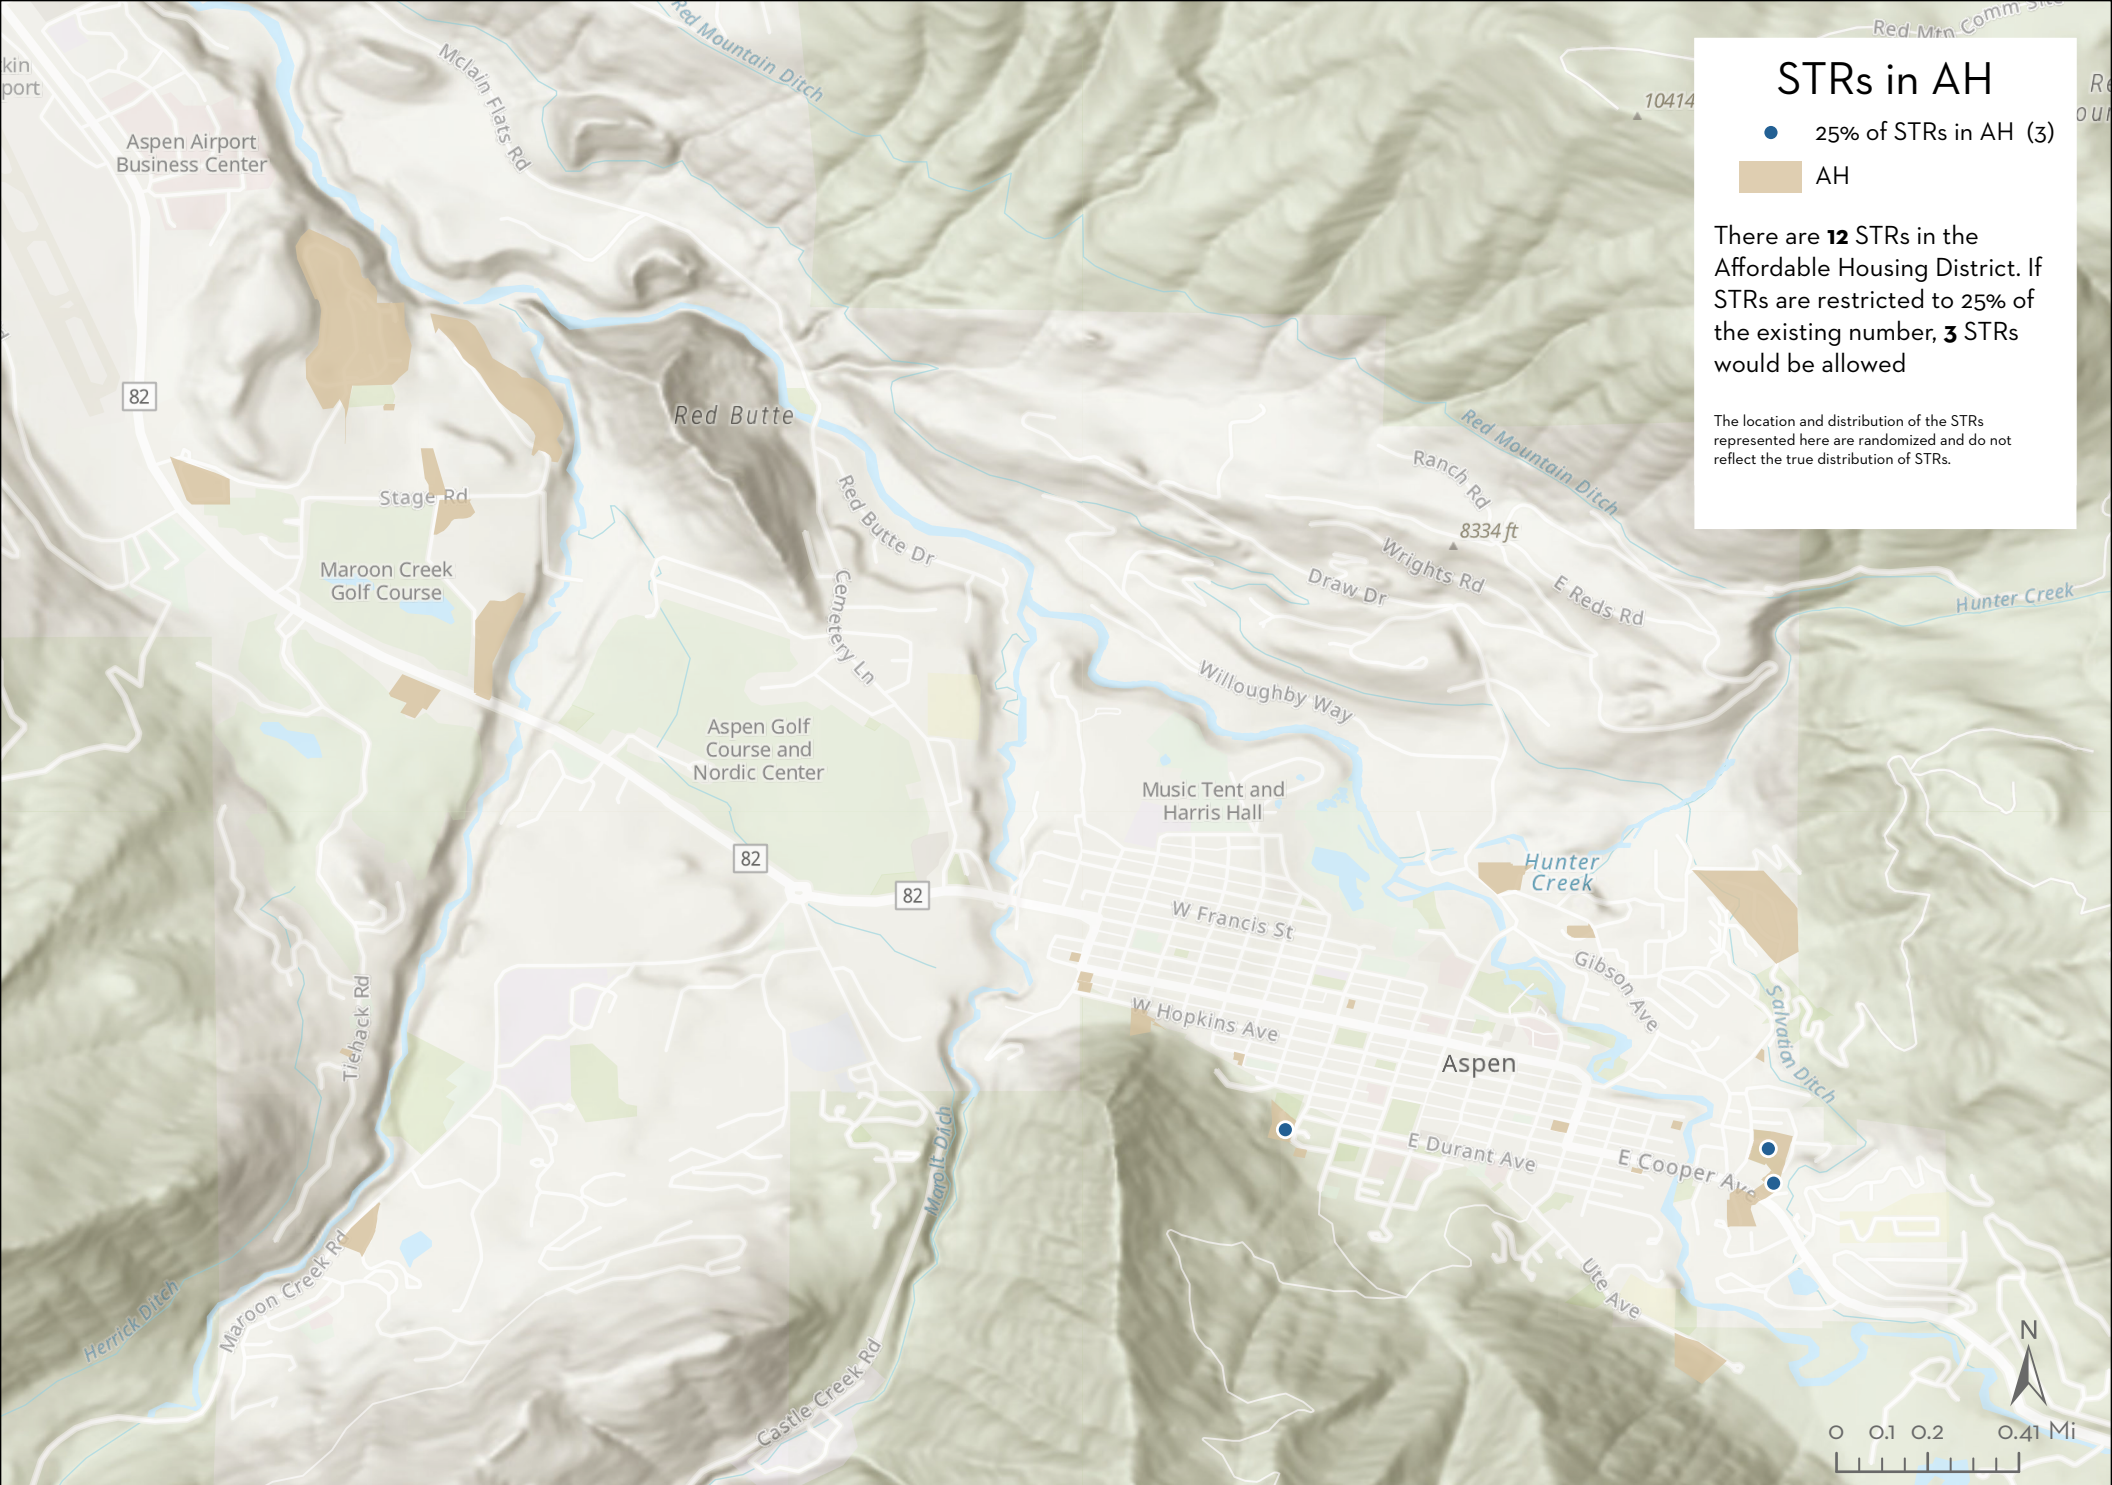 Red Mtn Comm
STRs in AH
25% of STRs in AH (3)
AH
There are 12 STRs in the
Affordable Housing District. If
STRs are restricted to 25% of
the existing number, 3 STRs
would be allowed
The location and distribution of the STRs
represented here are randomized and do not
reflect the true distribution of STRs.
kin
port
Mclain Flats Rd
Red Mountain Ditch
10414
Aspen Airport
Business Center
82
Red Butte
Stage Rd
Red Butte Dr
Red Mountain Ditch
Ranch Rd
8334 ft
Wrights Rd
Draw Dr
E Reds Rd
Hunter Creek
Maroon Creek
Golf Course
Cemetery Ln
Willoughby Way
Aspen Golf
Course and
Nordic Center
Music Tent and
Harris Hall
82
82
Hunter
Creek
W Francis St
Gibson Ave
W Hopkins Ave
Salvation Ditch
Tiehack Rd
Aspen
Marolt Ditch
E Durant Ave
E Cooper Ave
Ute Ave
Herrick Ditch
Maroon Creek Rd
Castle Creek Rd
N
0 0.1 0.2 0.41 Mi